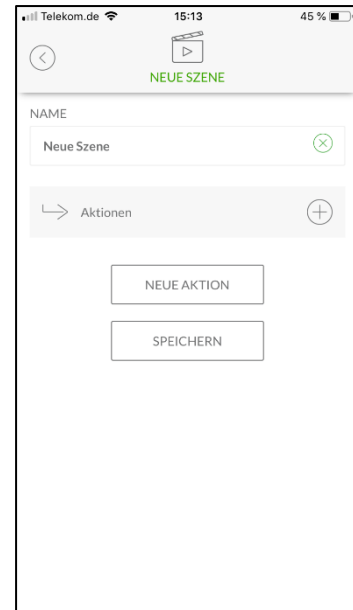 Telekom.de 15:13 45 %
NEUE SZENE
NAME
Neue Szene
Aktionen
NEUE AKTION
SPEICHERN